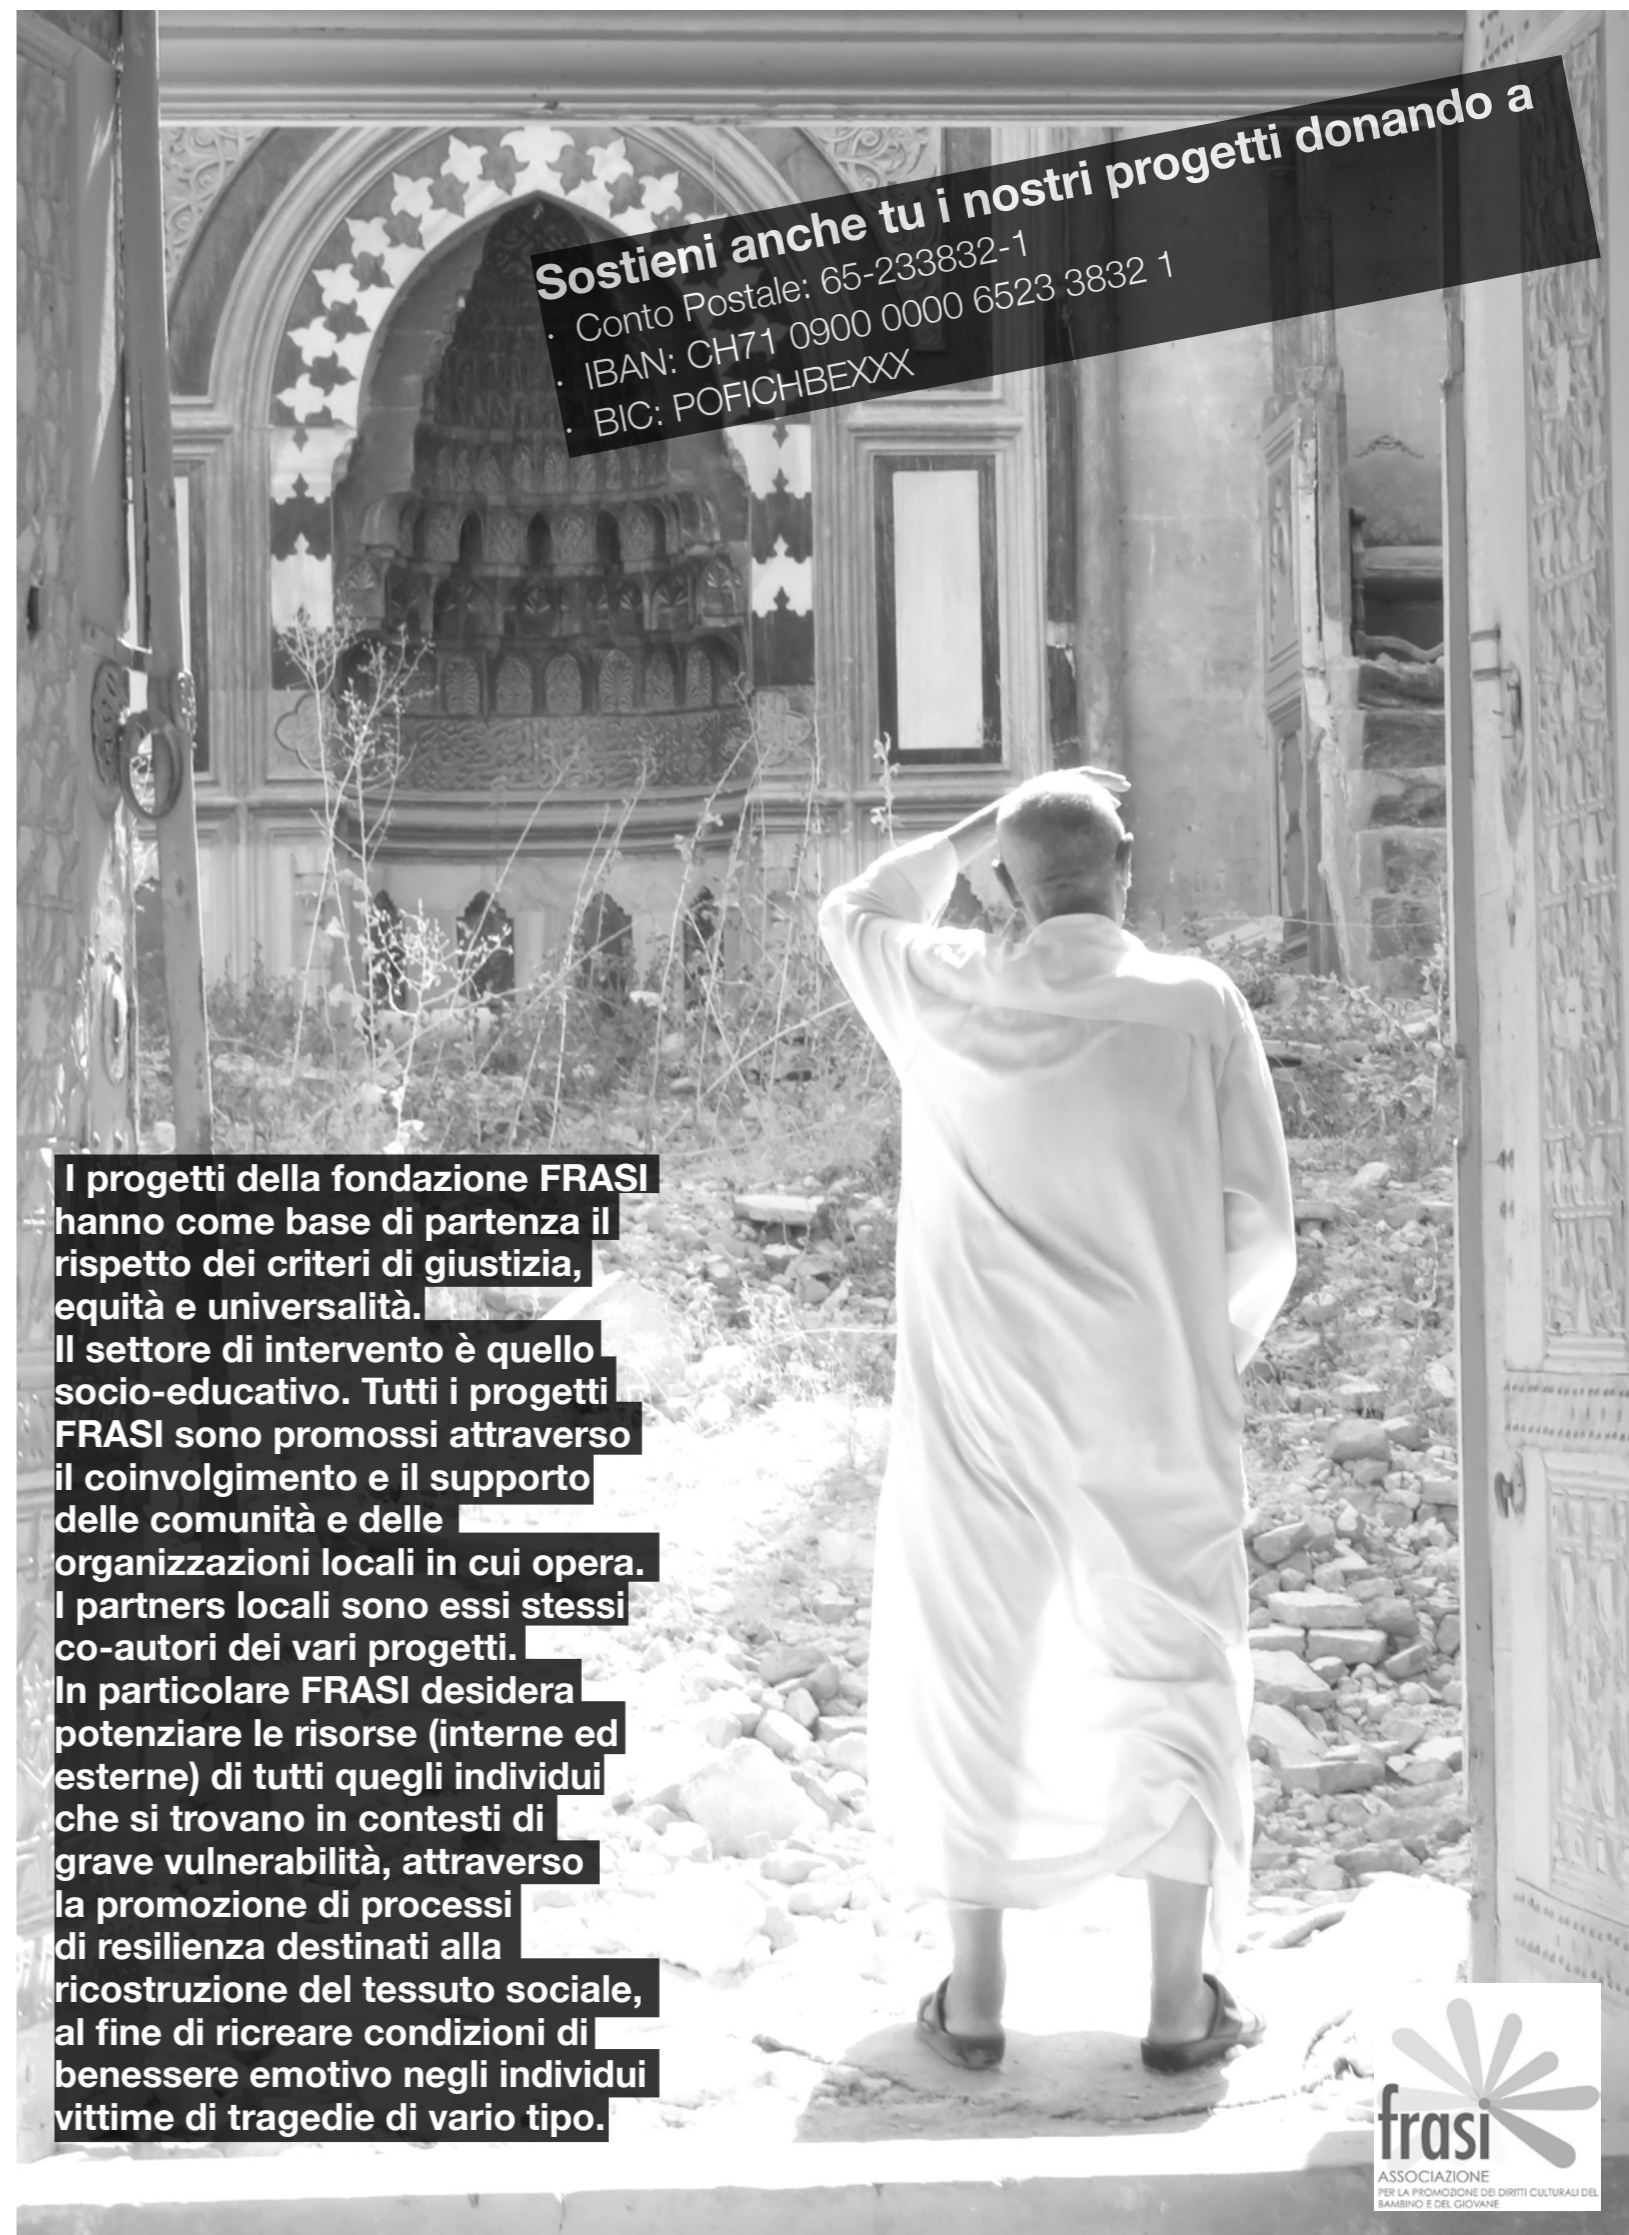 Sostieni anche tu i nostri progetti donando a
· Conto Postale: 65-233832-1
· IBAN: CH71 0900 0000 6523 3832 1
· BIC: POFICHBEXXX
I progetti della fondazione FRASI
hanno come base di partenza il
rispetto dei criteri di giustizia,
equità e universalità.
Il settore di intervento è quello
socio-educativo. Tutti i progetti
FRASI sono promossi attraverso
il coinvolgimento e il supporto
delle comunità e delle
organizzazioni locali in cui opera.
I partners locali sono essi stessi
co-autori dei vari progetti.
In particolare FRASI desidera
potenziare le risorse (interne ed
esterne) di tutti quegli individui
che si trovano in contesti di
grave vulnerabilità, attraverso
la promozione di processi
di resilienza destinati alla
ricostruzione del tessuto sociale,
al fine di ricreare condizioni di
benessere emotivo negli individui
vittime di tragedie di vario tipo.
frasi
ASSOCIAZIONE
PER LA PROMOZIONE DEI DIRITTI CULTURALI DEL
BAMBINO E DEL GIOVANE